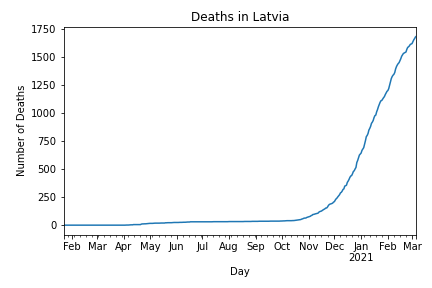 Deaths in Latvia
1750
1500
1250
1000
750
500
250
0
Number of Deaths
Feb Mar Apr May Jun Jul Aug Sep Oct Nov Dec Jan Feb Mar
2021
Day